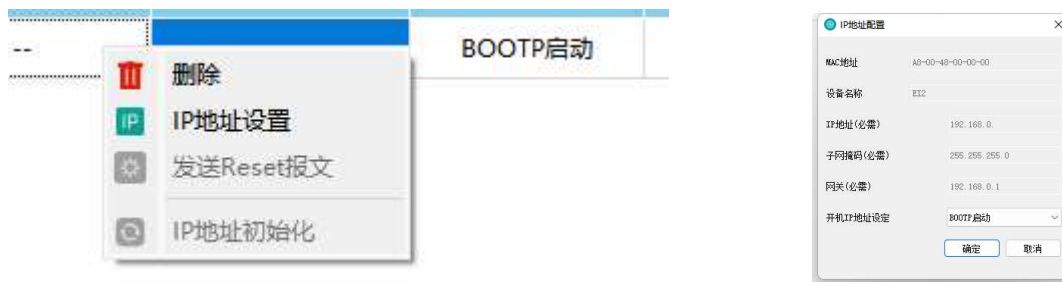 --
BOOTP启动
删除
IP地址设置
发送Reset报文
IP地址初始化
IP地址配置
MAC地址 A8-00-48-00-00-00
设备名称 EI2
IP地址(必需) 192.168.0.
子网掩码(必需) 255.255.255.0
网关(必需) 192.168.0.1
开机IP地址设定 BOOTP启动
确定 取消